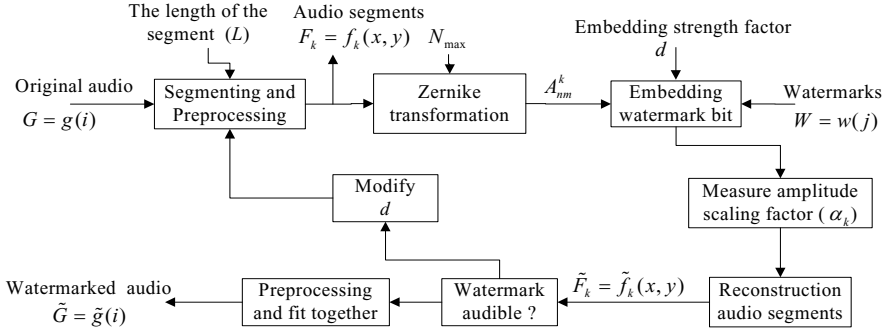 The length of the
segment (L)
Audio segments
F_k = f_k(x, y)
N_max
Embedding strength factor
d
Original audio
G = g(i)
Segmenting and
Preprocessing
Zernike
transformation
A^k_nm
Embedding
watermark bit
Watermarks
W = w(j)
Modify
d
Measure amplitude
scaling factor (α_k)
Watermarked audio
G̃ = g̃(i)
Preprocessing
and fit together
Watermark
audible ?
F̃_k = f̃_k(x, y)
Reconstruction
audio segments